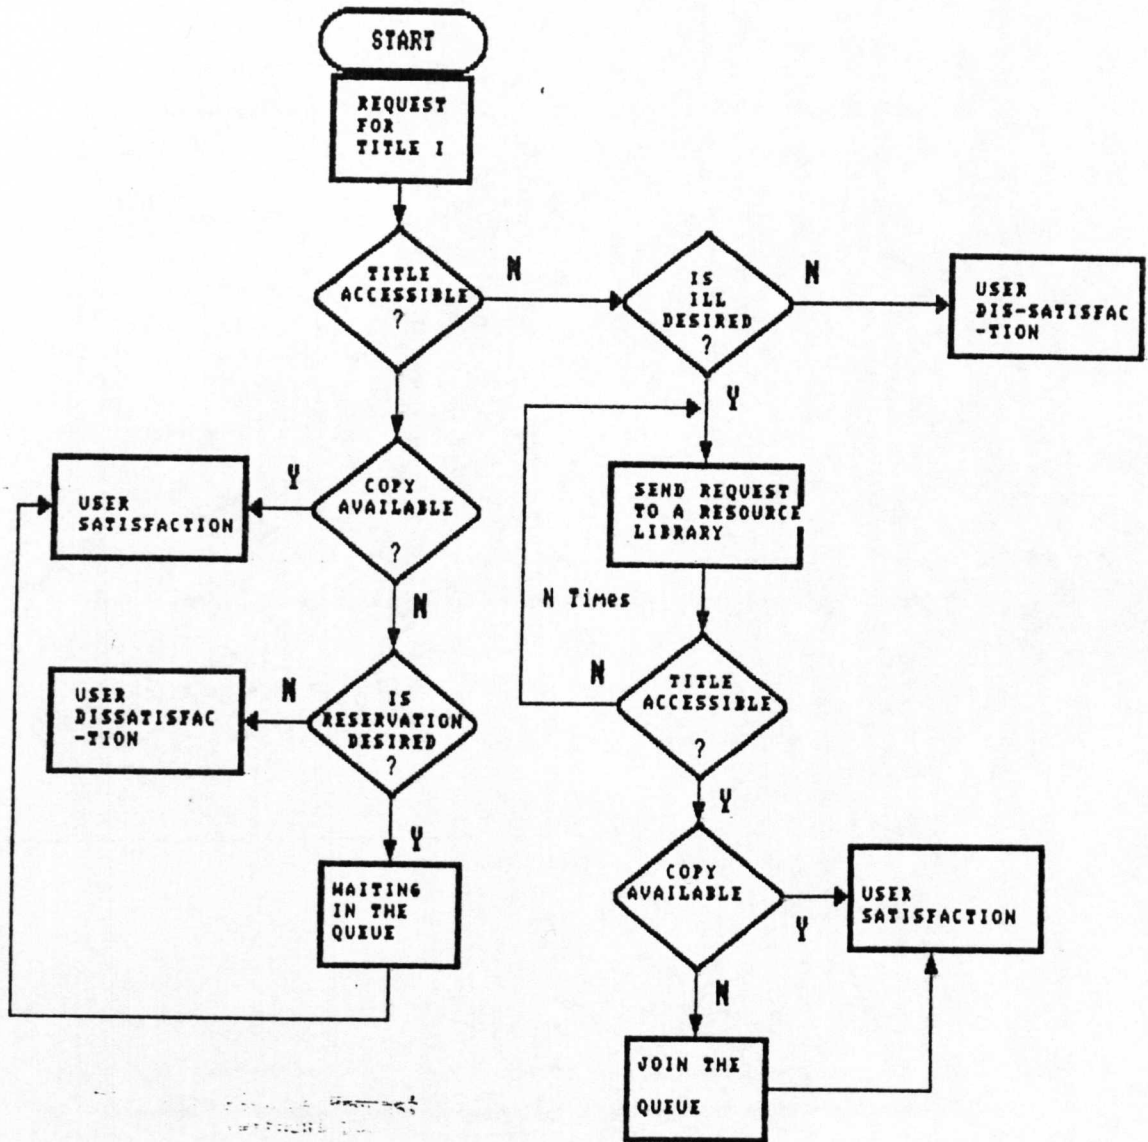 START
REQUEST
FOR
TITLE I
TITLE
ACCESSIBLE
?
N
IS
ILL
DESIRED
?
N
USER
DIS-SATISFAC
-TION
Y
COPY
AVAILABLE
?
Y
USER
SATISFACTION
N
SEND REQUEST
TO A RESOURCE
LIBRARY
N Times
IS
RESERVATION
DESIRED
?
N
USER
DISSATISFAC
-TION
Y
WAITING
IN THE
QUEUE
TITLE
ACCESSIBLE
?
N
Y
COPY
AVAILABLE
Y
USER
SATISFACTION
N
JOIN THE
QUEUE